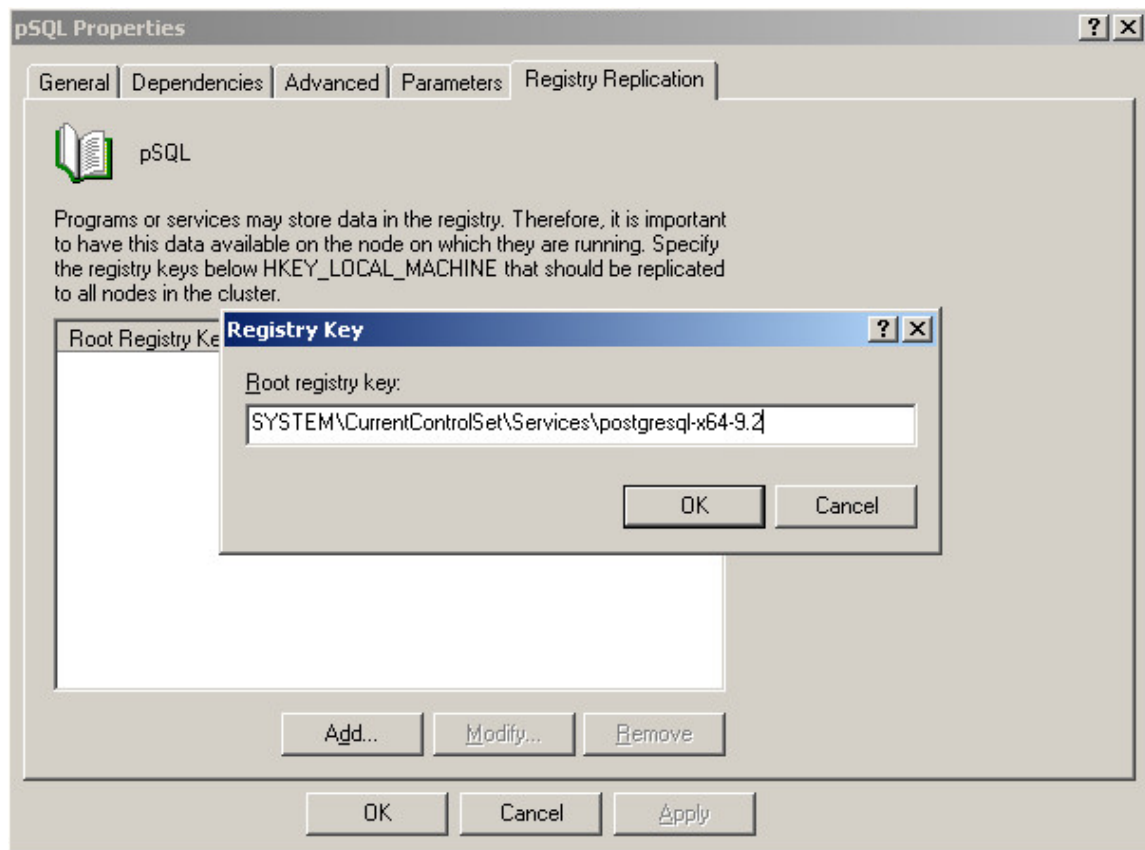 pSQL Properties
General Dependencies Advanced Parameters Registry Replication
pSQL
Programs or services may store data in the registry. Therefore, it is important
to have this data available on the node on which they are running. Specify
the registry keys below HKEY_LOCAL_MACHINE that should be replicated
to all nodes in the cluster.
Root Registry Ke
Registry Key
Root registry key:
SYSTEM\CurrentControlSet\Services\postgresql-x64-9.2
OK Cancel
Add... Modify... Remove
OK Cancel Apply